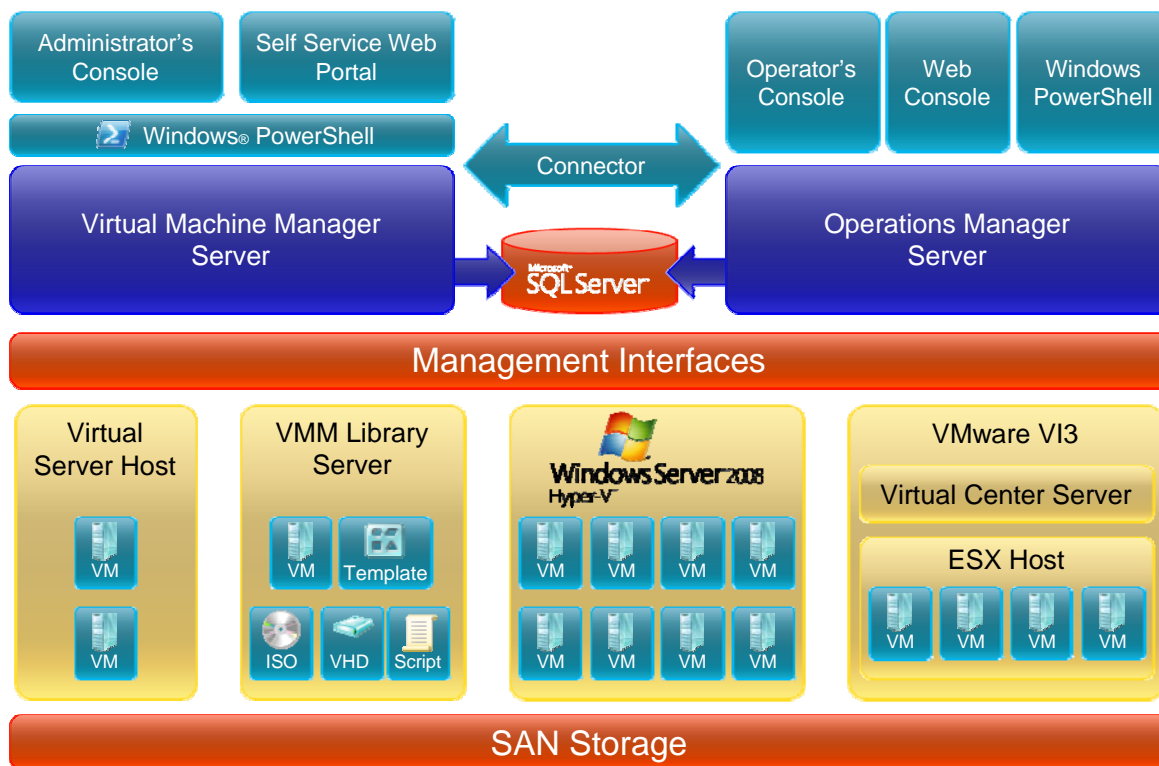 Administrator's
Console
Self Service Web
Portal
Windows® PowerShell
Virtual Machine Manager
Server
Connector
Microsoft®
SQL Server™
Operator's
Console
Web
Console
Windows
PowerShell
Operations Manager
Server
Management Interfaces
Virtual
Server Host
VM
VM
VMM Library
Server
VM
Template
ISO
VHD
Script
Windows Server® 2008
Hyper-V™
VM
VM
VM
VM
VM
VM
VM
VM
VMware VI3
Virtual Center Server
ESX Host
VM
VM
VM
VM
SAN Storage